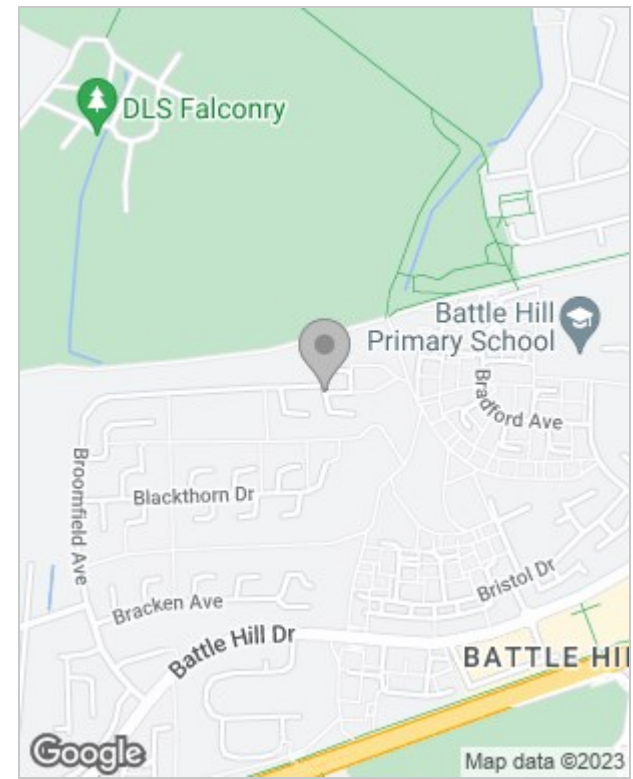 DLS Falconry
Battle Hill
Primary School
Bradford Ave
Broomfield Ave
Blackthorn Dr
Bracken Ave
Bristol Dr
Battle Hill Dr
BATTLE HI
Google
Map data ©2023